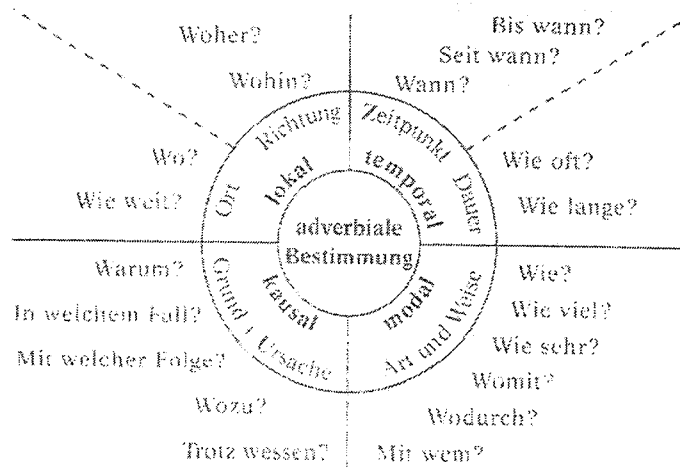 Woher?
Wohin?
Wo?
Wie weit?
Bis wann?
Seit wann?
Wann?
Wie oft?
Wie lange?
Ort
Richtung
lokal
Zeitpunkt
Dauer
temporal
adverbiale
Bestimmung
kausal
Grund / Ursache
modal
Art und Weise
Warum?
In welchem Fall?
Mit welcher Folge?
Wozu?
Trotz wessen?
Wie?
Wie viel?
Wie sehr?
Womit?
Wodurch?
Mit wem?